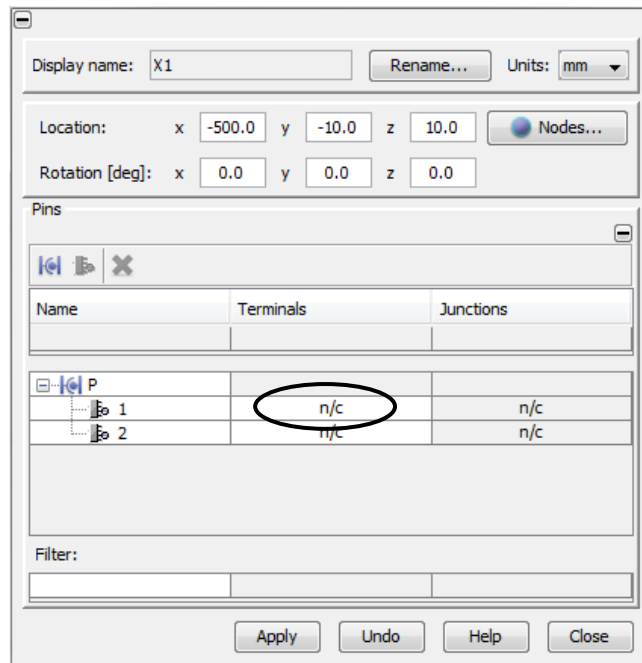 Display name: X1 Rename... Units: mm
Location: x -500.0 y -10.0 z 10.0 Nodes...
Rotation [deg]: x 0.0 y 0.0 z 0.0
Pins
Name Terminals Junctions
P
1 n/c n/c
2 n/c n/c
Filter:
Apply Undo Help Close